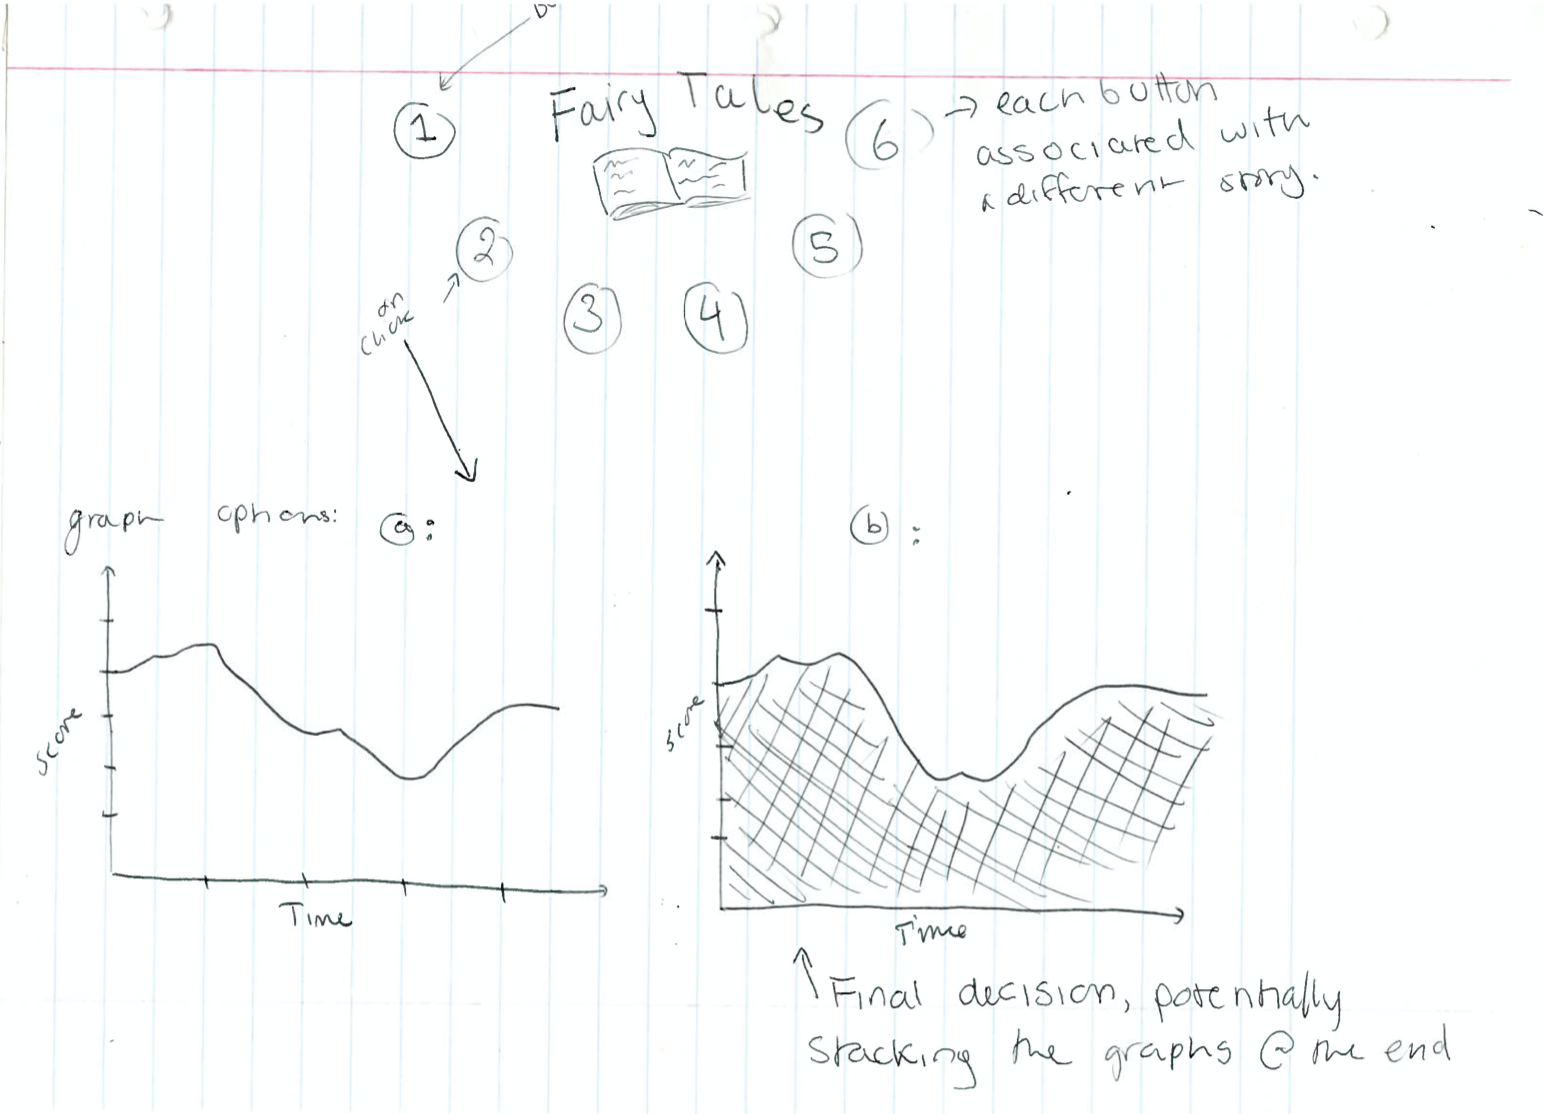 Fairy Tales
1
6
→ each button
associated with
a different story.
2
5
3
4
on
click
graph options: a:
b:
Score
Time
Score
Time
Final decision, potentially
stacking the graphs @ the end